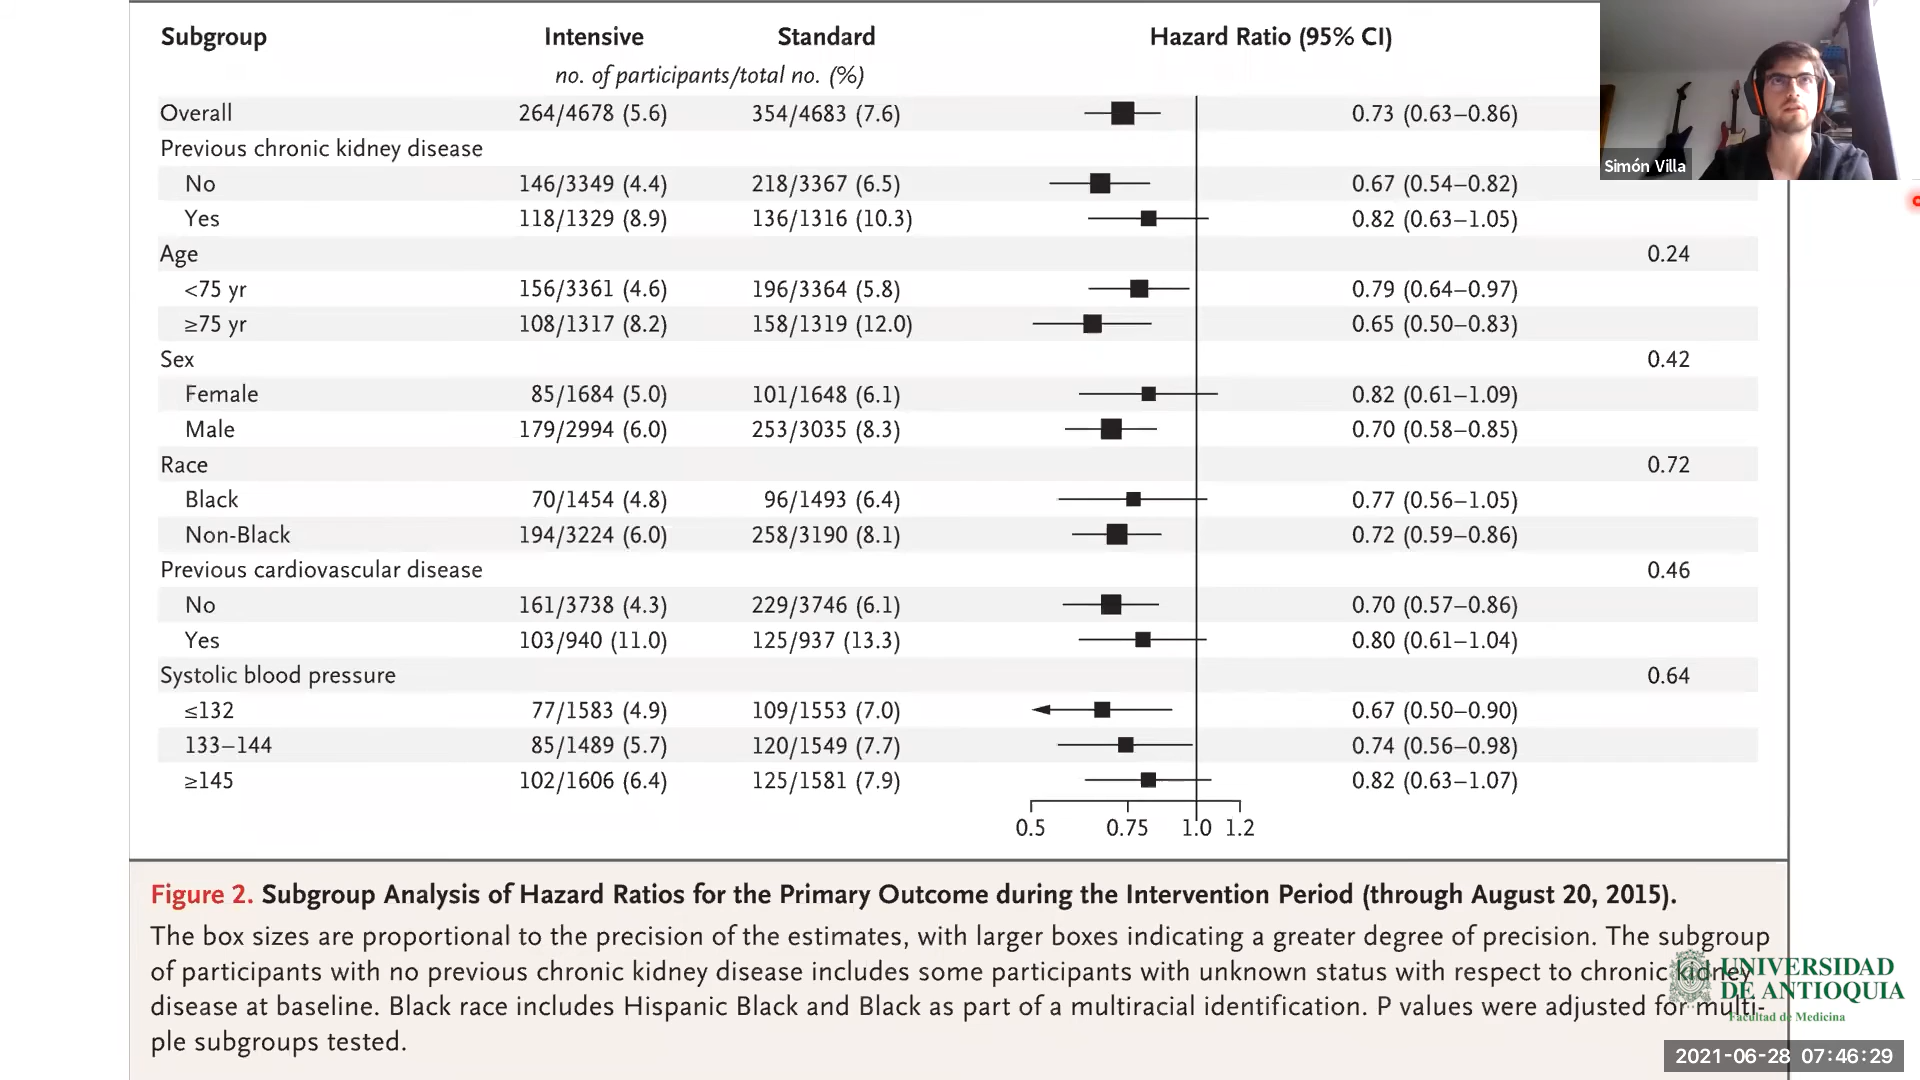 Subgroup Intensive Standard Hazard Ratio (95% CI)
no. of participants/total no. (%)
Overall 264/4678 (5.6) 354/4683 (7.6) 0.73 (0.63–0.86)
Previous chronic kidney disease
No 146/3349 (4.4) 218/3367 (6.5) 0.67 (0.54–0.82)
Yes 118/1329 (8.9) 136/1316 (10.3) 0.82 (0.63–1.05)
Age 0.24
<75 yr 156/3361 (4.6) 196/3364 (5.8) 0.79 (0.64–0.97)
≥75 yr 108/1317 (8.2) 158/1319 (12.0) 0.65 (0.50–0.83)
Sex 0.42
Female 85/1684 (5.0) 101/1648 (6.1) 0.82 (0.61–1.09)
Male 179/2994 (6.0) 253/3035 (8.3) 0.70 (0.58–0.85)
Race 0.72
Black 70/1454 (4.8) 96/1493 (6.4) 0.77 (0.56–1.05)
Non-Black 194/3224 (6.0) 258/3190 (8.1) 0.72 (0.59–0.86)
Previous cardiovascular disease 0.46
No 161/3738 (4.3) 229/3746 (6.1) 0.70 (0.57–0.86)
Yes 103/940 (11.0) 125/937 (13.3) 0.80 (0.61–1.04)
Systolic blood pressure 0.64
≤132 77/1583 (4.9) 109/1553 (7.0) 0.67 (0.50–0.90)
133–144 85/1489 (5.7) 120/1549 (7.7) 0.74 (0.56–0.98)
≥145 102/1606 (6.4) 125/1581 (7.9) 0.82 (0.63–1.07)
0.5 0.75 1.0 1.2
Figure 2. Subgroup Analysis of Hazard Ratios for the Primary Outcome during the Intervention Period (through August 20, 2015).
The box sizes are proportional to the precision of the estimates, with larger boxes indicating a greater degree of precision. The subgroup
of participants with no previous chronic kidney disease includes some participants with unknown status with respect to chronic kidney
disease at baseline. Black race includes Hispanic Black and Black as part of a multiracial identification. P values were adjusted for multi-
ple subgroups tested.
Simón Villa
UNIVERSIDAD
DE ANTIOQUIA
Facultad de Medicina
2021-06-28 07:46:29